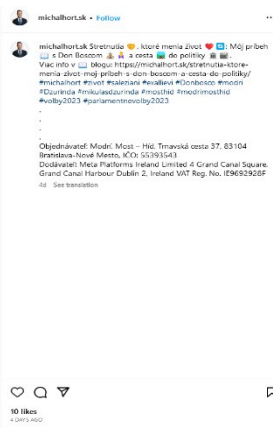 michalhort.sk • Follow
michalhort.sk Stretnutia 🤝, ktoré menia život ❤️ ➡️: Môj príbeh
📖 s Don Boscom 🙏 a cesta 🛤️ do politiky 🏛️ 🗳️.
Viac info v 📖 blogu: https://michalhort.sk/stretnutia-ktore-
menia-zivot-moj-pribeh-s-don-boscom-a-cesta-do-politiky/
#michalhort #zivot #saleziani #exallievi #Donbosco #modri
#Dzurinda #mikulasdzurinda #mosthid #modrimosthid
#volby2023 #parlamentnevolby2023
.
.
.
.
Objednávateľ: Modrí, Most – Híd, Trnavská cesta 37, 83104
Bratislava-Nové Mesto, IČO: 55393543
Dodávateľ: Meta Platforms Ireland Limited 4 Grand Canal Square,
Grand Canal Harbour Dublin 2, Ireland VAT Reg. No. IE9692928F
4d See translation
10 likes
4 DAYS AGO